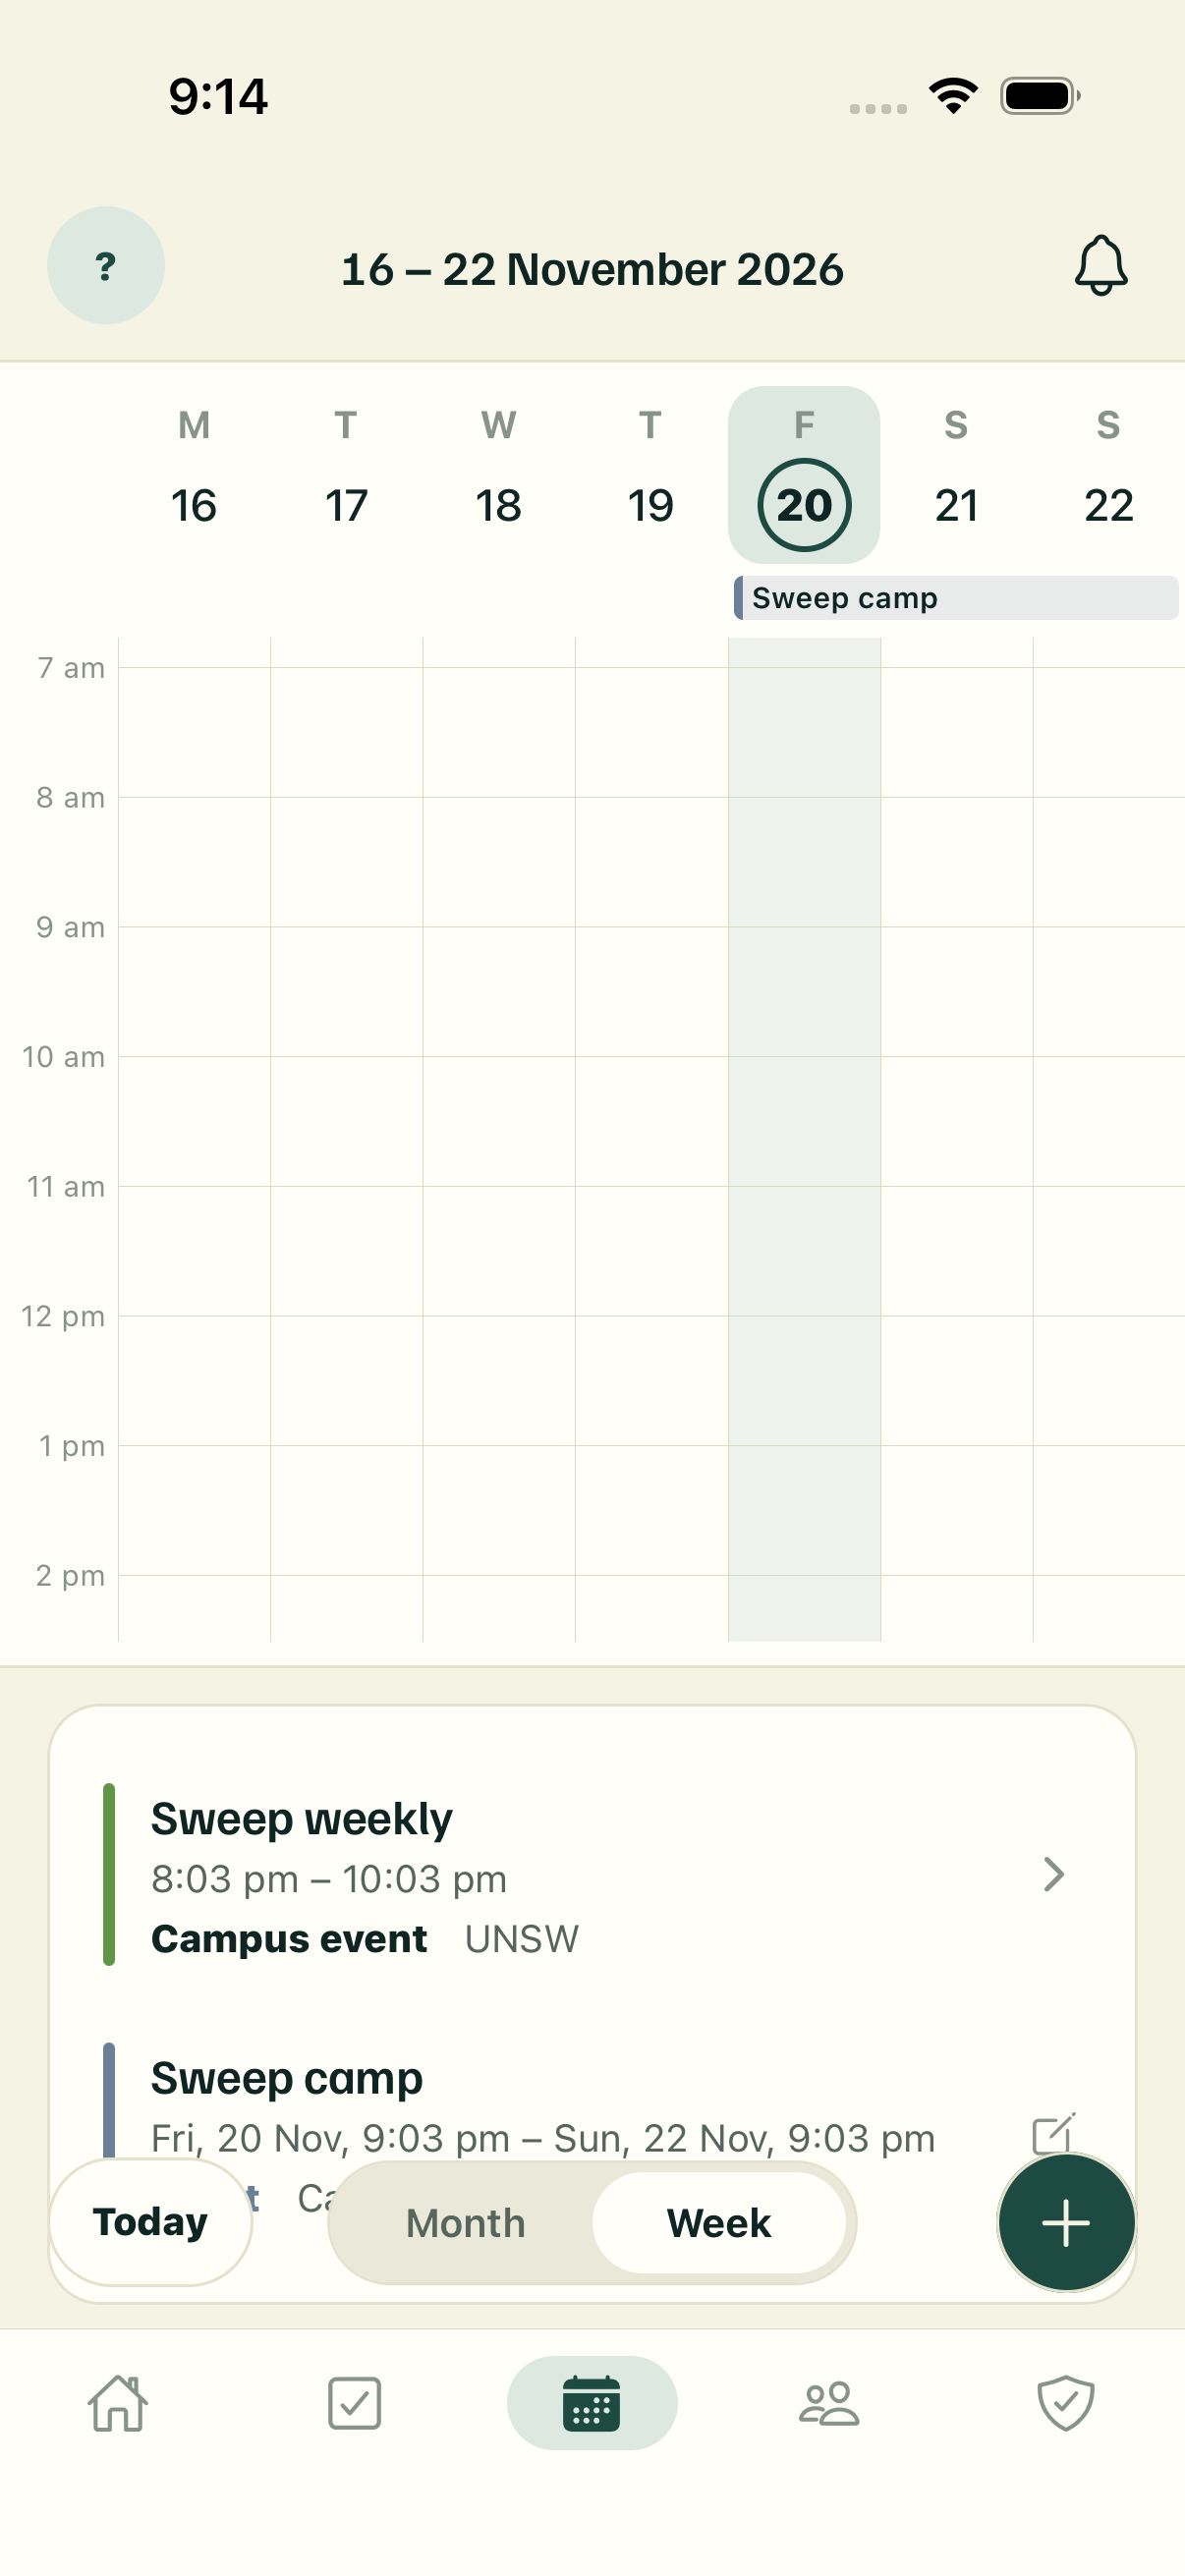 9:14
?
16 – 22 November 2026
M T W T F S S
16 17 18 19 20 21 22
Sweep camp
7 am
8 am
9 am
10 am
11 am
12 pm
1 pm
2 pm
Sweep weekly
8:03 pm – 10:03 pm
Campus event UNSW
Sweep camp
Fri, 20 Nov, 9:03 pm – Sun, 22 Nov, 9:03 pm
Today Month Week